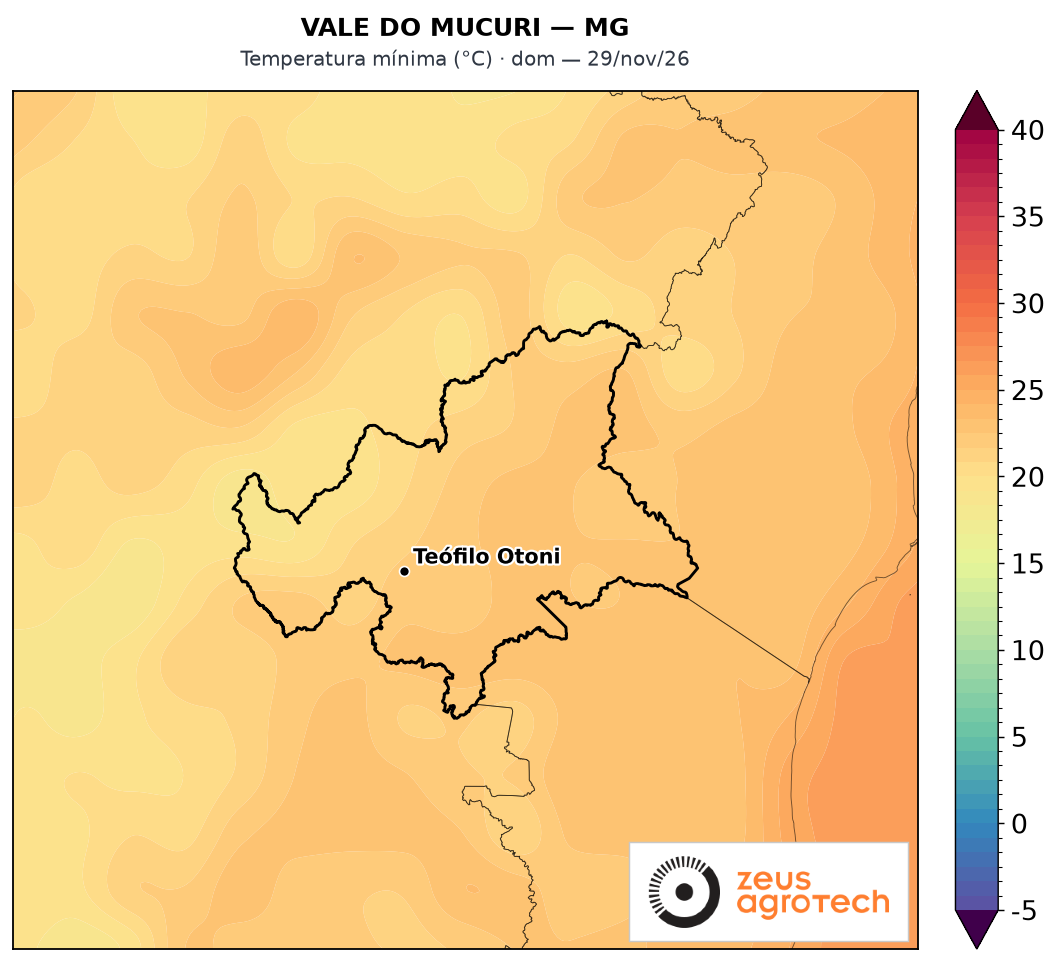 VALE DO MUCURI — MG
Temperatura mínima (°C) · dom — 29/nov/26
40
35
30
25
20
15
10
5
0
-5
Teófilo Otoni
zeus
agrotech